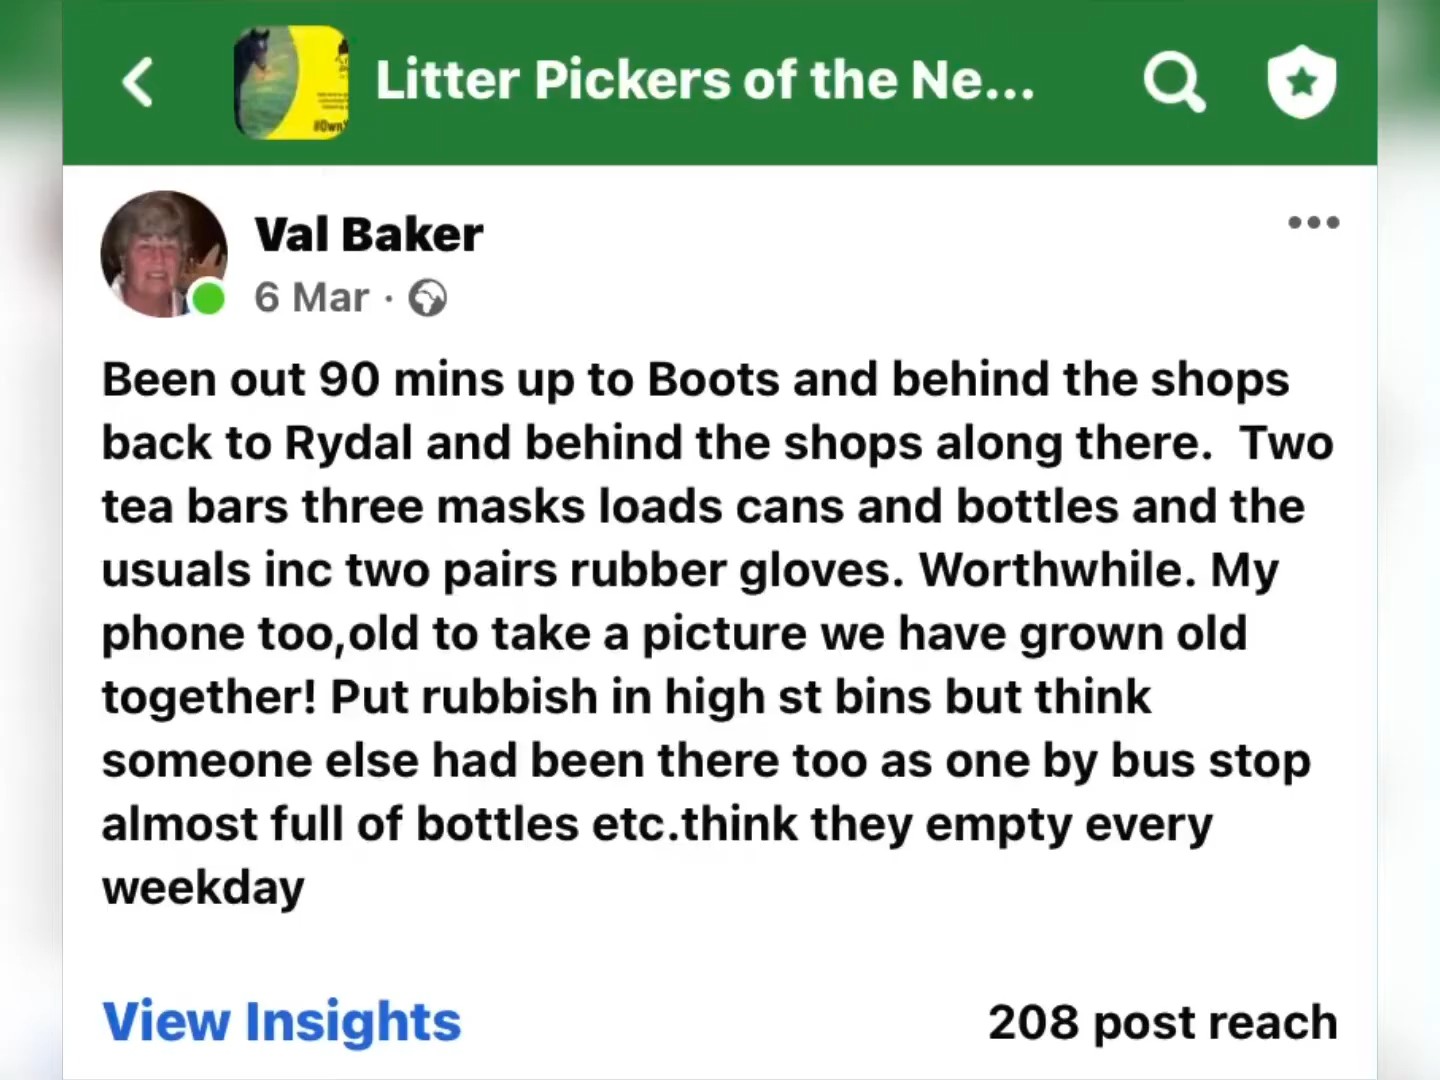 Litter Pickers of the Ne...
#Own
Val Baker
6 Mar ·
Been out 90 mins up to Boots and behind the shops
back to Rydal and behind the shops along there.  Two
tea bars three masks loads cans and bottles and the
usuals inc two pairs rubber gloves. Worthwhile. My
phone too,old to take a picture we have grown old
together! Put rubbish in high st bins but think
someone else had been there too as one by bus stop
almost full of bottles etc.think they empty every
weekday
View Insights
208 post reach